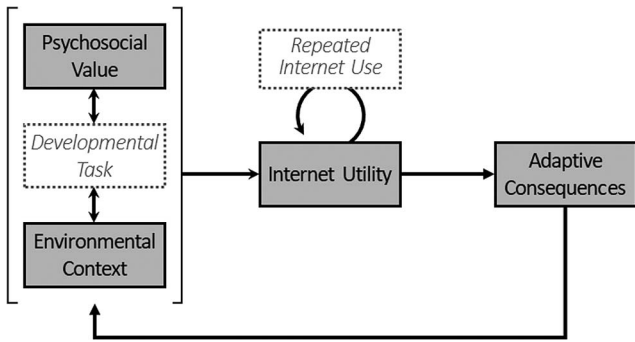 Psychosocial
Value
Developmental
Task
Environmental
Context
Repeated
Internet Use
Internet Utility
Adaptive
Consequences